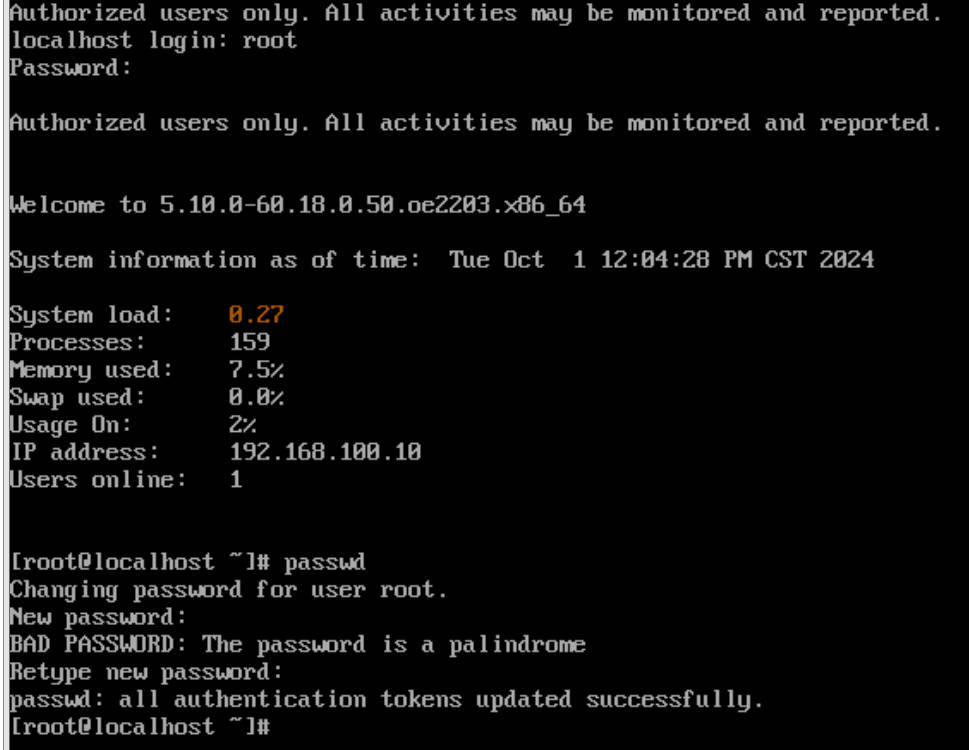 Authorized users only. All activities may be monitored and reported.
localhost login: root
Password:
Authorized users only. All activities may be monitored and reported.
Welcome to 5.10.0-60.18.0.50.oe2203.x86_64
System information as of time:  Tue Oct  1 12:04:28 PM CST 2024
System load:    0.27
Processes:      159
Memory used:    7.5%
Swap used:      0.0%
Usage On:       2%
IP address:     192.168.100.10
Users online:   1
[root@localhost ~]# passwd
Changing password for user root.
New password:
BAD PASSWORD: The password is a palindrome
Retype new password:
passwd: all authentication tokens updated successfully.
[root@localhost ~]#